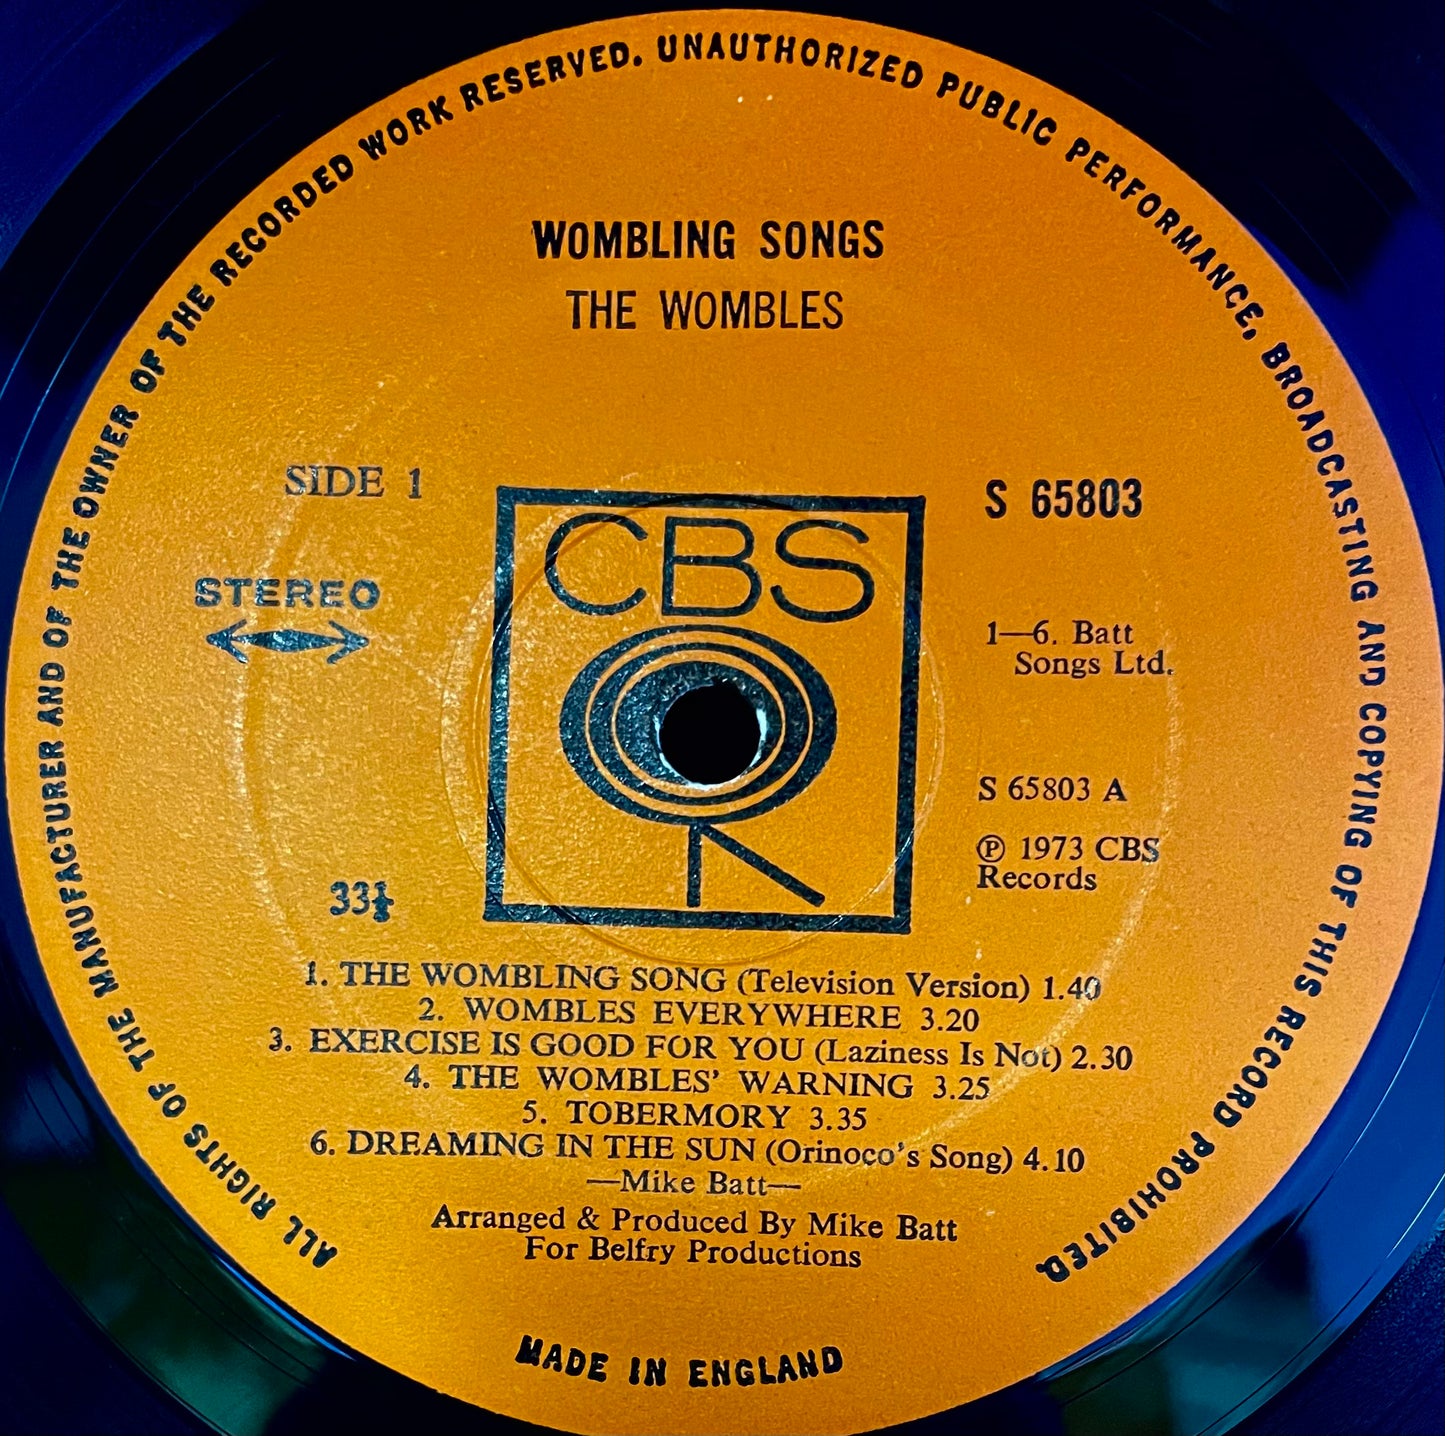 ALL RIGHTS OF THE MANUFACTURER AND OF THE OWNER OF THE RECORDED WORK RESERVED. UNAUTHORIZED PUBLIC PERFORMANCE, BROADCASTING AND COPYING OF THIS RECORD PROHIBITED.
WOMBLING SONGS
THE WOMBLES
SIDE 1
S 65803
CBS
STEREO
1—6. Batt
Songs Ltd.
S 65803 A
℗ 1973 CBS
Records
33⅓
1. THE WOMBLING SONG (Television Version) 1.40
2. WOMBLES EVERYWHERE 3.20
3. EXERCISE IS GOOD FOR YOU (Laziness Is Not) 2.30
4. THE WOMBLES' WARNING 3.25
5. TOBERMORY 3.35
6. DREAMING IN THE SUN (Orinoco's Song) 4.10
—Mike Batt—
Arranged & Produced By Mike Batt
For Belfry Productions
MADE IN ENGLAND